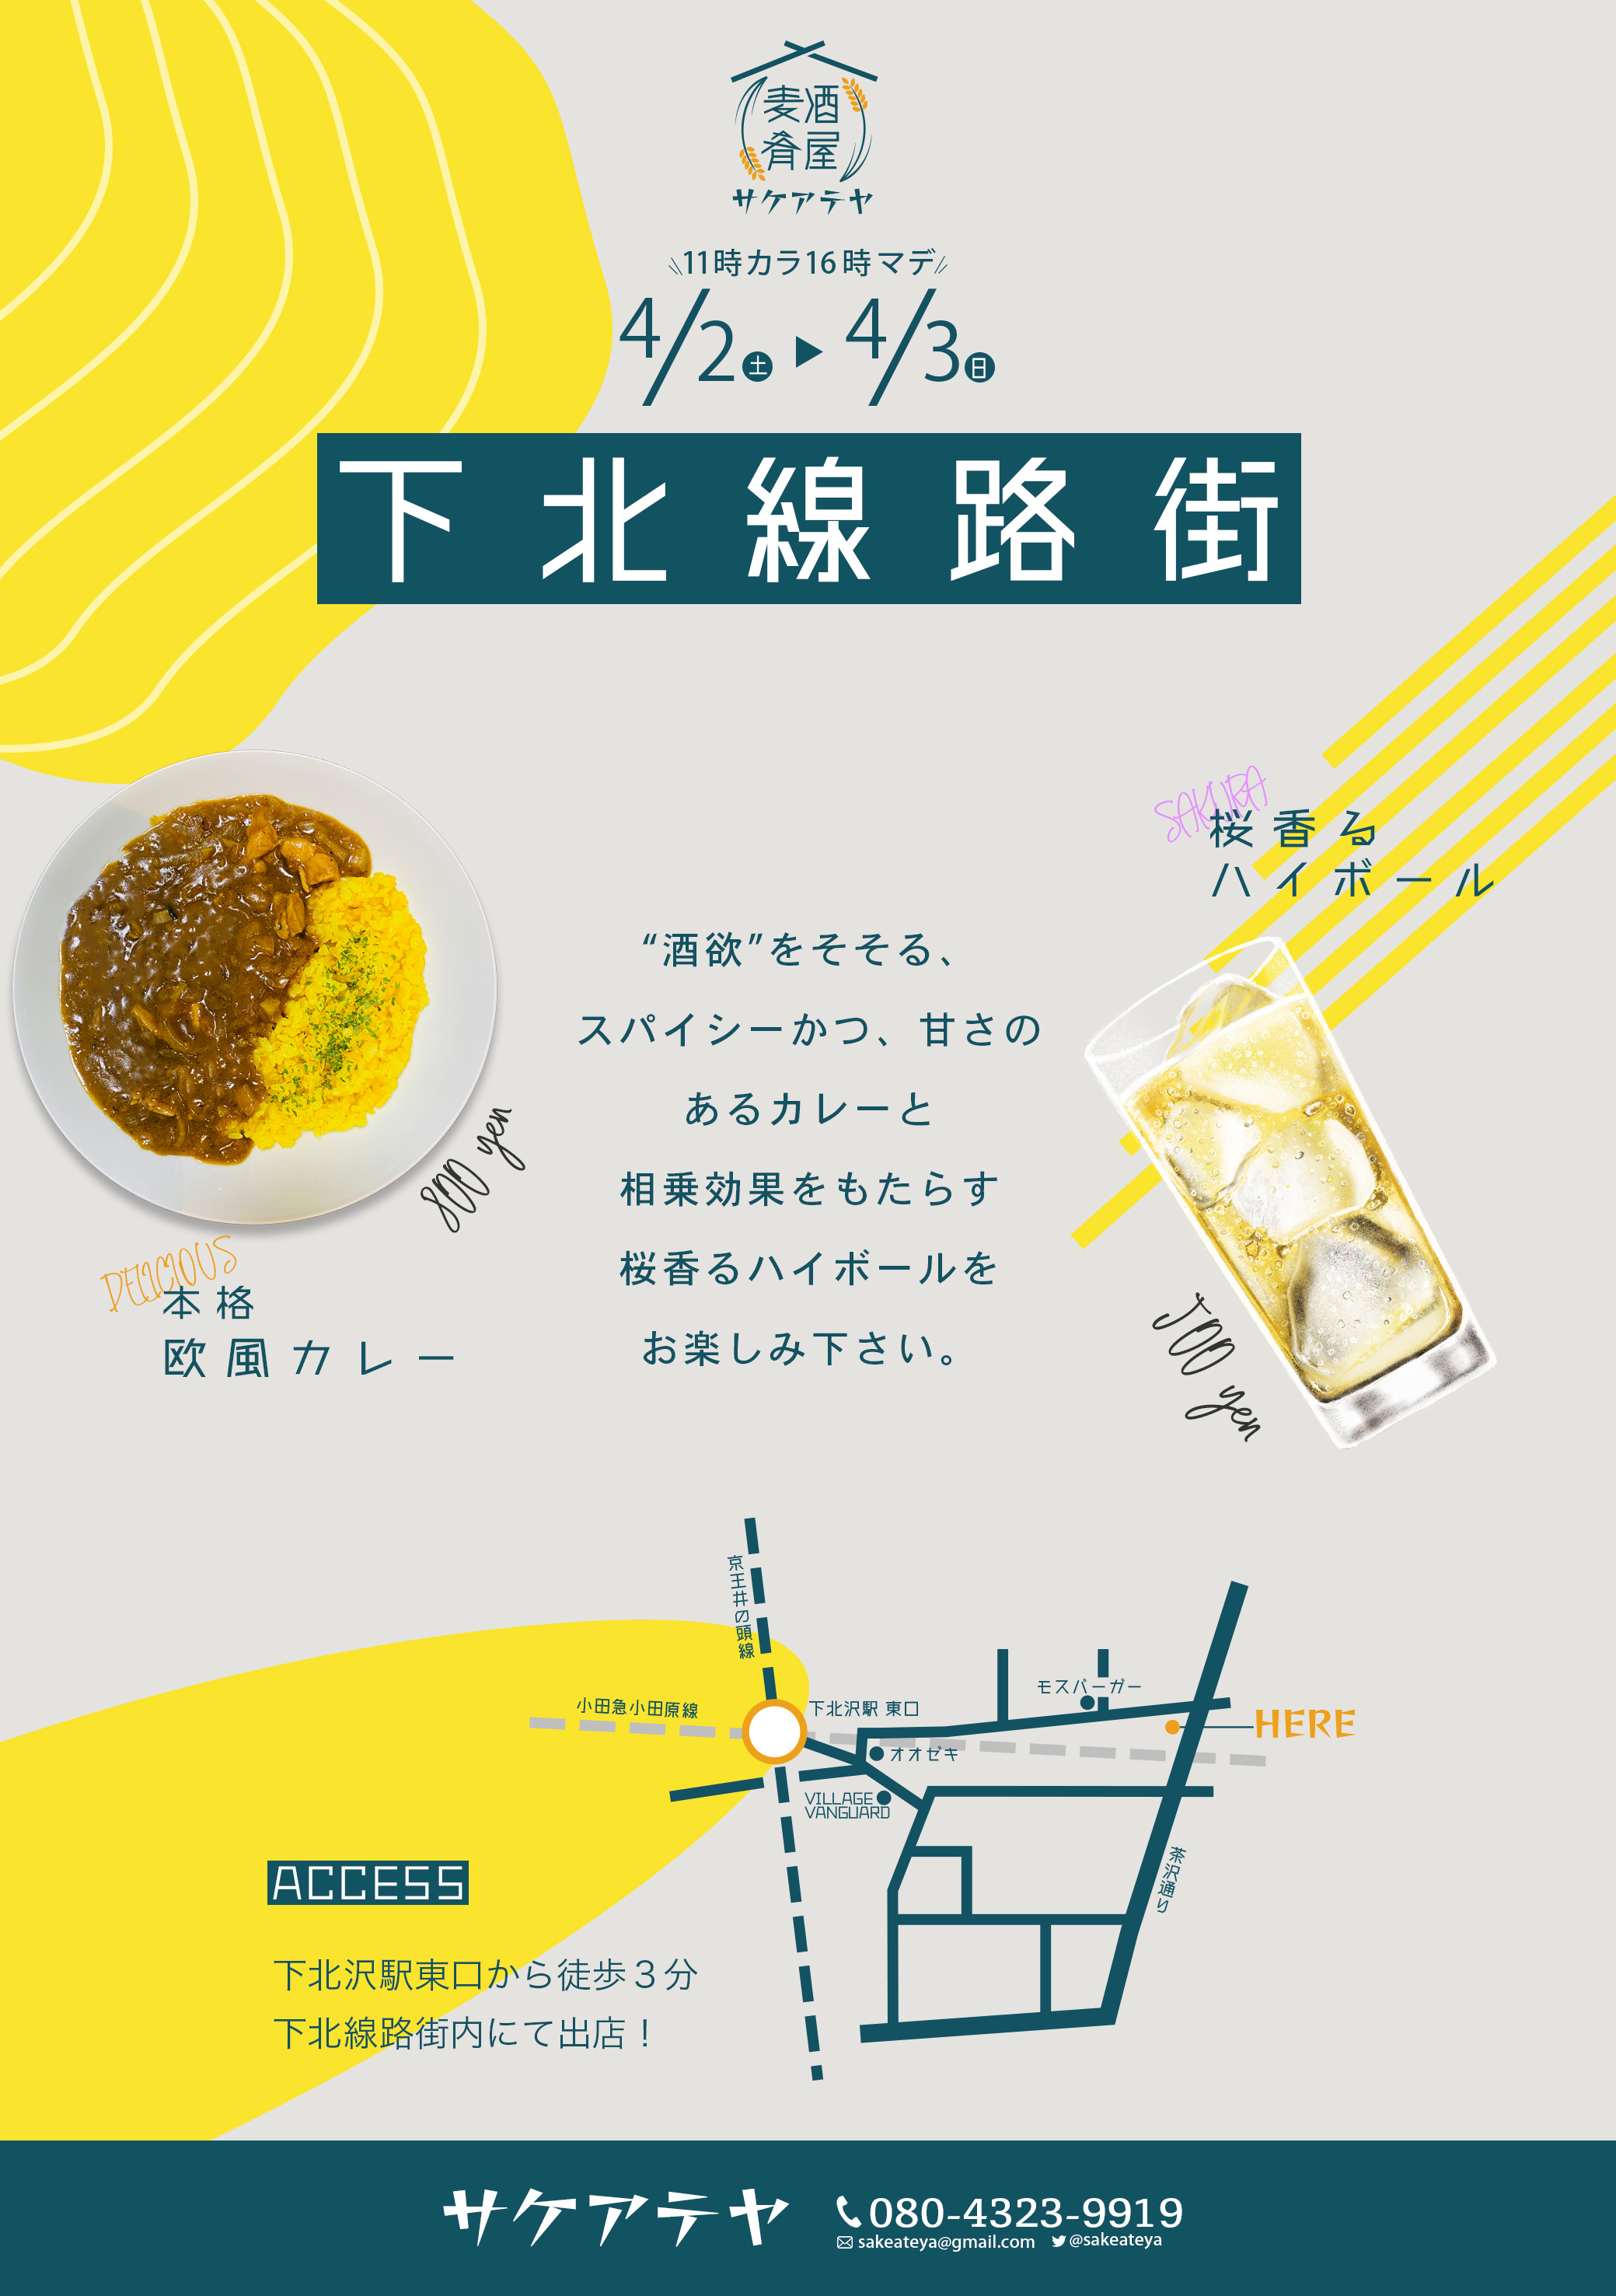 麦酒
肴屋
サケアテヤ
11時カラ16時マデ
4/2土 ▶ 4/3日
下北線路街
SAKURA
桜香る
ハイボール
“酒欲”をそそる、
スパイシーかつ、甘さの
あるカレーと
相乗効果をもたらす
桜香るハイボールを
お楽しみ下さい。
800 yen
DELICIOUS
本格
欧風カレー
500 yen
京王井の頭線
小田急小田原線
下北沢駅 東口
モスバーガー
HERE
オオゼキ
VILLAGE
VANGUARD
茶沢通り
ACCESS
下北沢駅東口から徒歩３分
下北線路街内にて出店！
サケアテヤ
080-4323-9919
sakeateya@gmail.com @sakeateya